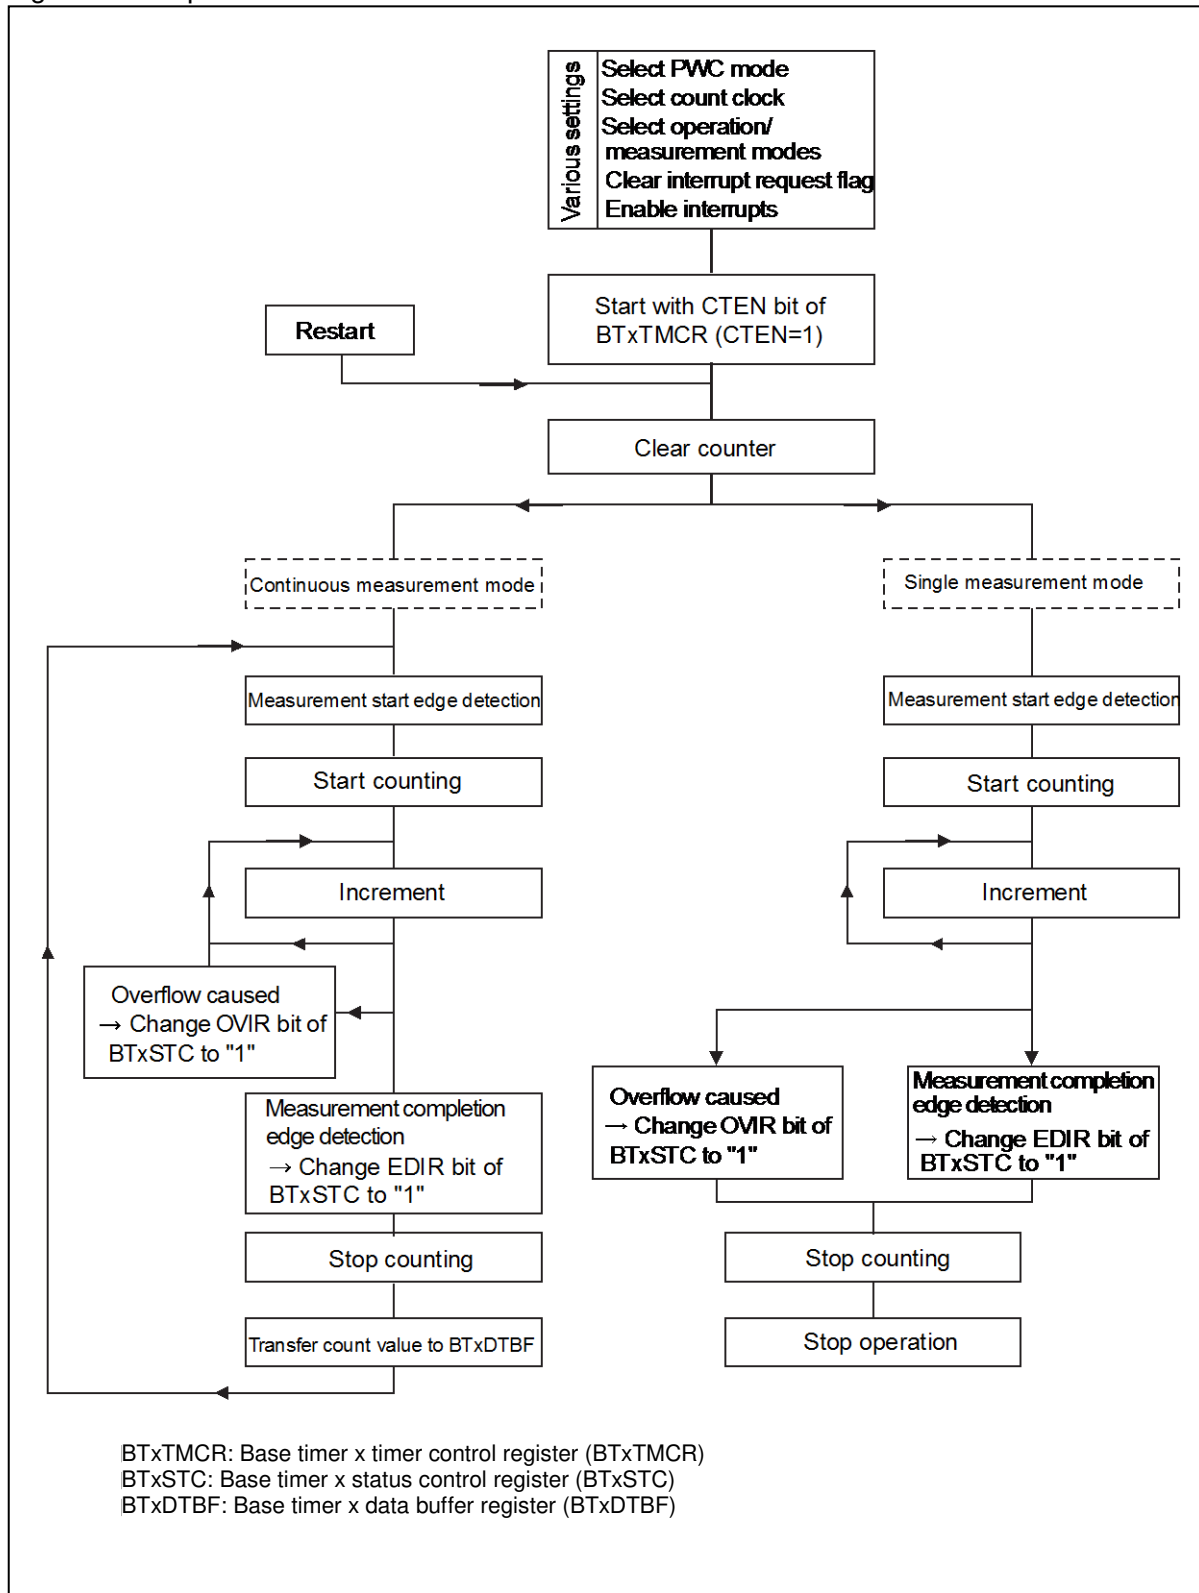 Various settings
Select PWC mode
Select count clock
Select operation/
measurement modes
Clear interrupt request flag
Enable interrupts
Start with CTEN bit of
BTxTMCR (CTEN=1)
Restart
Clear counter
Continuous measurement mode
Single measurement mode
Measurement start edge detection
Measurement start edge detection
Start counting
Start counting
Increment
Increment
Overflow caused
→ Change OVIR bit of
BTxSTC to "1"
Overflow caused
→ Change OVIR bit of
BTxSTC to "1"
Measurement completion
edge detection
→ Change EDIR bit of
BTxSTC to "1"
Measurement completion
edge detection
→ Change EDIR bit of
BTxSTC to "1"
Stop counting
Stop counting
Transfer count value to BTxDTBF
Stop operation
BTxTMCR: Base timer x timer control register (BTxTMCR)
BTxSTC: Base timer x status control register (BTxSTC)
BTxDTBF: Base timer x data buffer register (BTxDTBF)